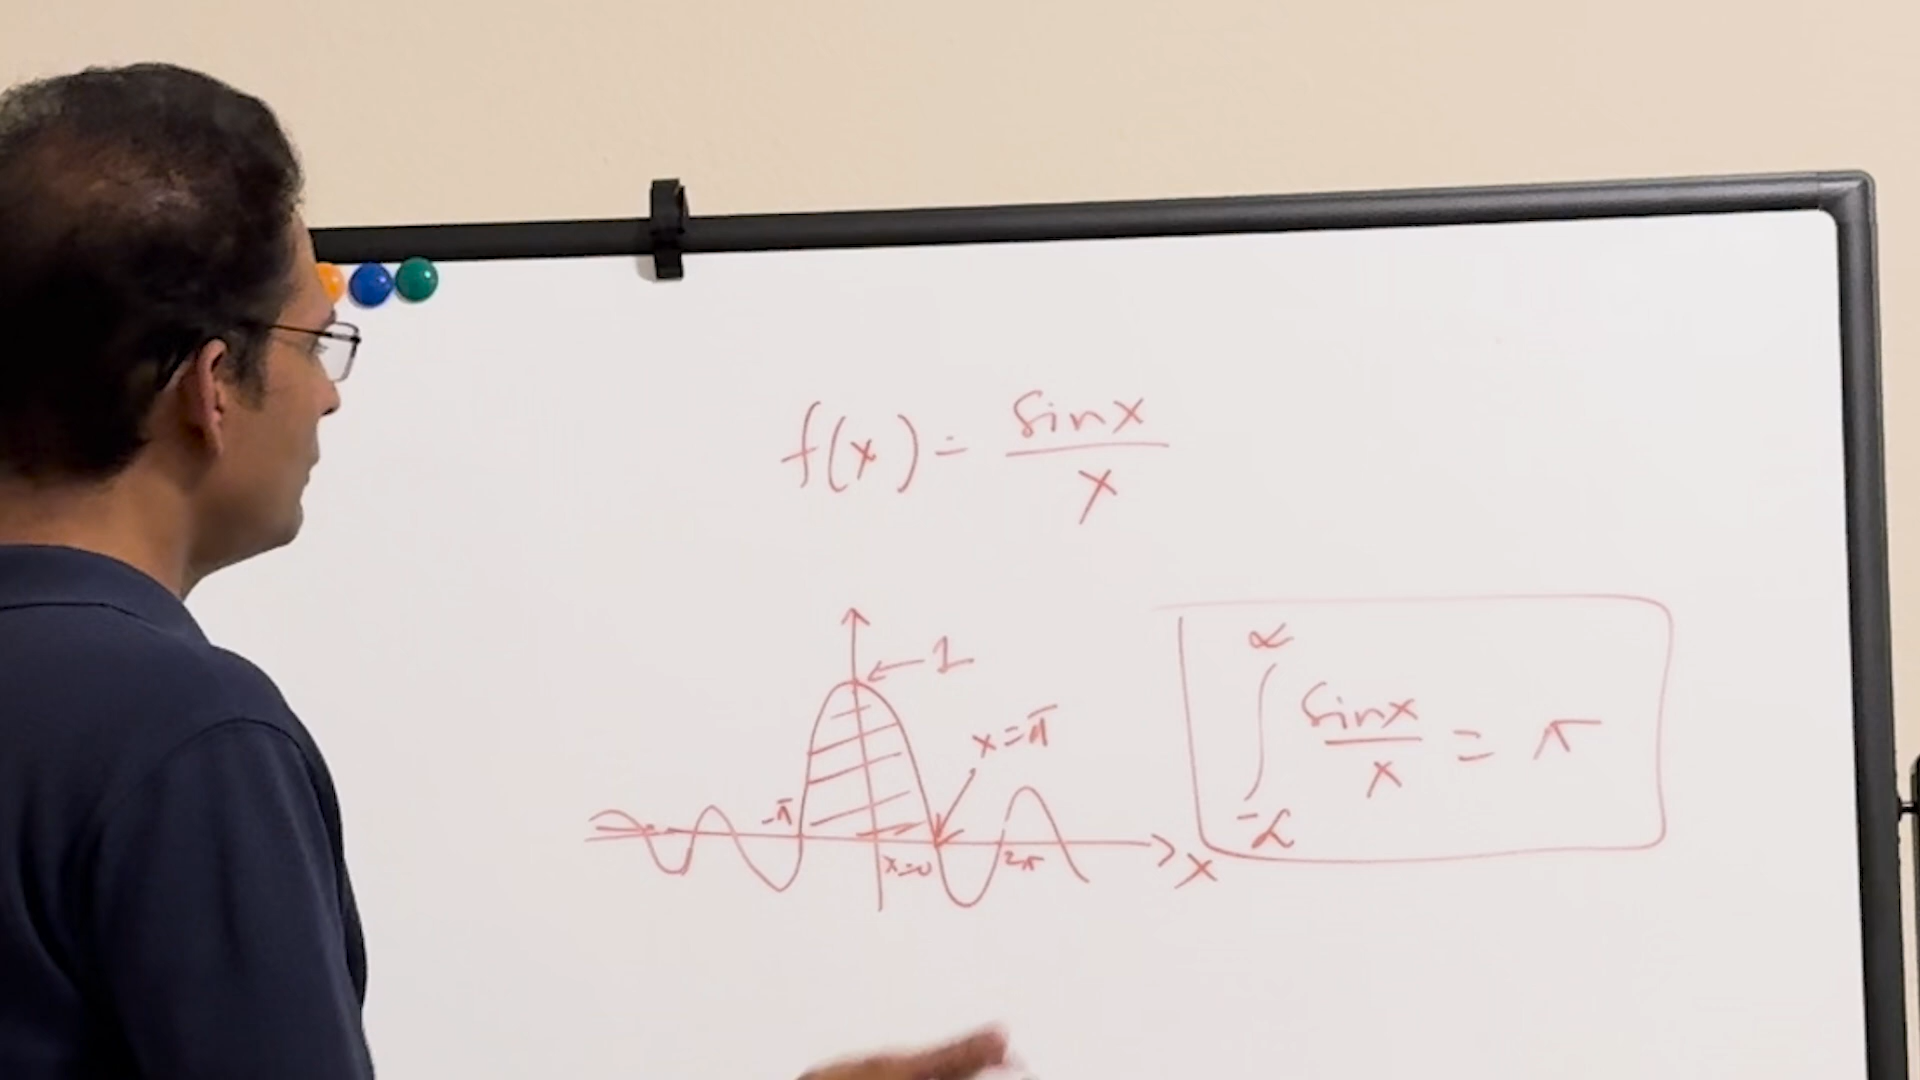 f(x) = sinx / x
1
x = π
-π
x=0
2π
x
∫_{-∝}^{∝} sinx / x = π